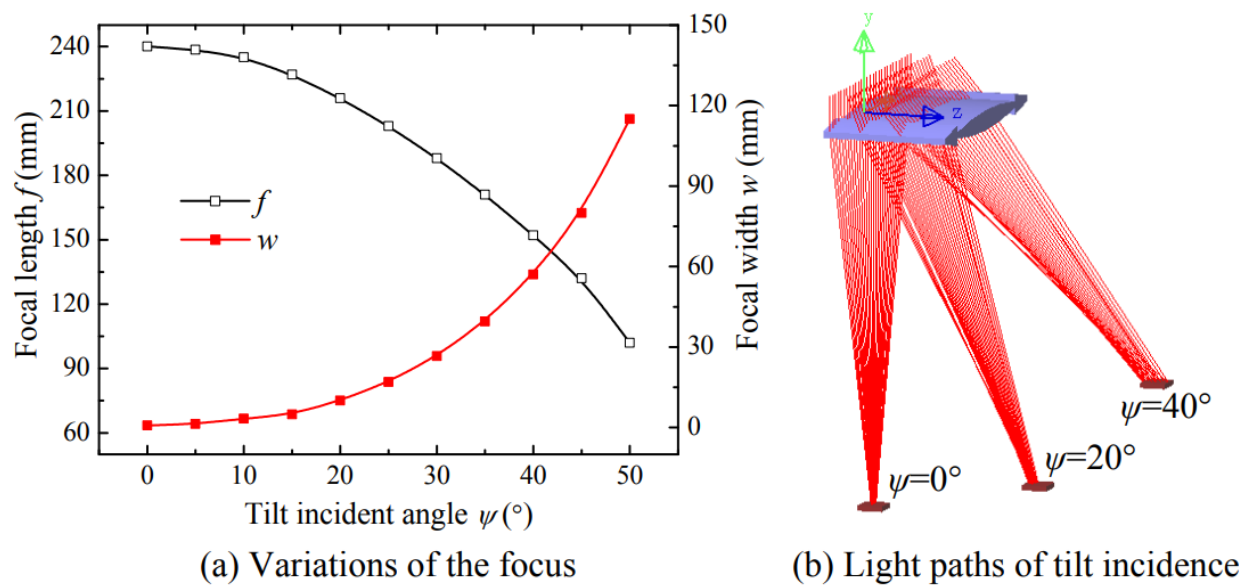 240
210
180
150
120
90
60
Focal length f (mm)
f
w
150
120
90
60
30
0
Focal width w (mm)
0 10 20 30 40 50
Tilt incident angle ψ (°)
(a) Variations of the focus
y
z
ψ=0°
ψ=20°
ψ=40°
(b) Light paths of tilt incidence